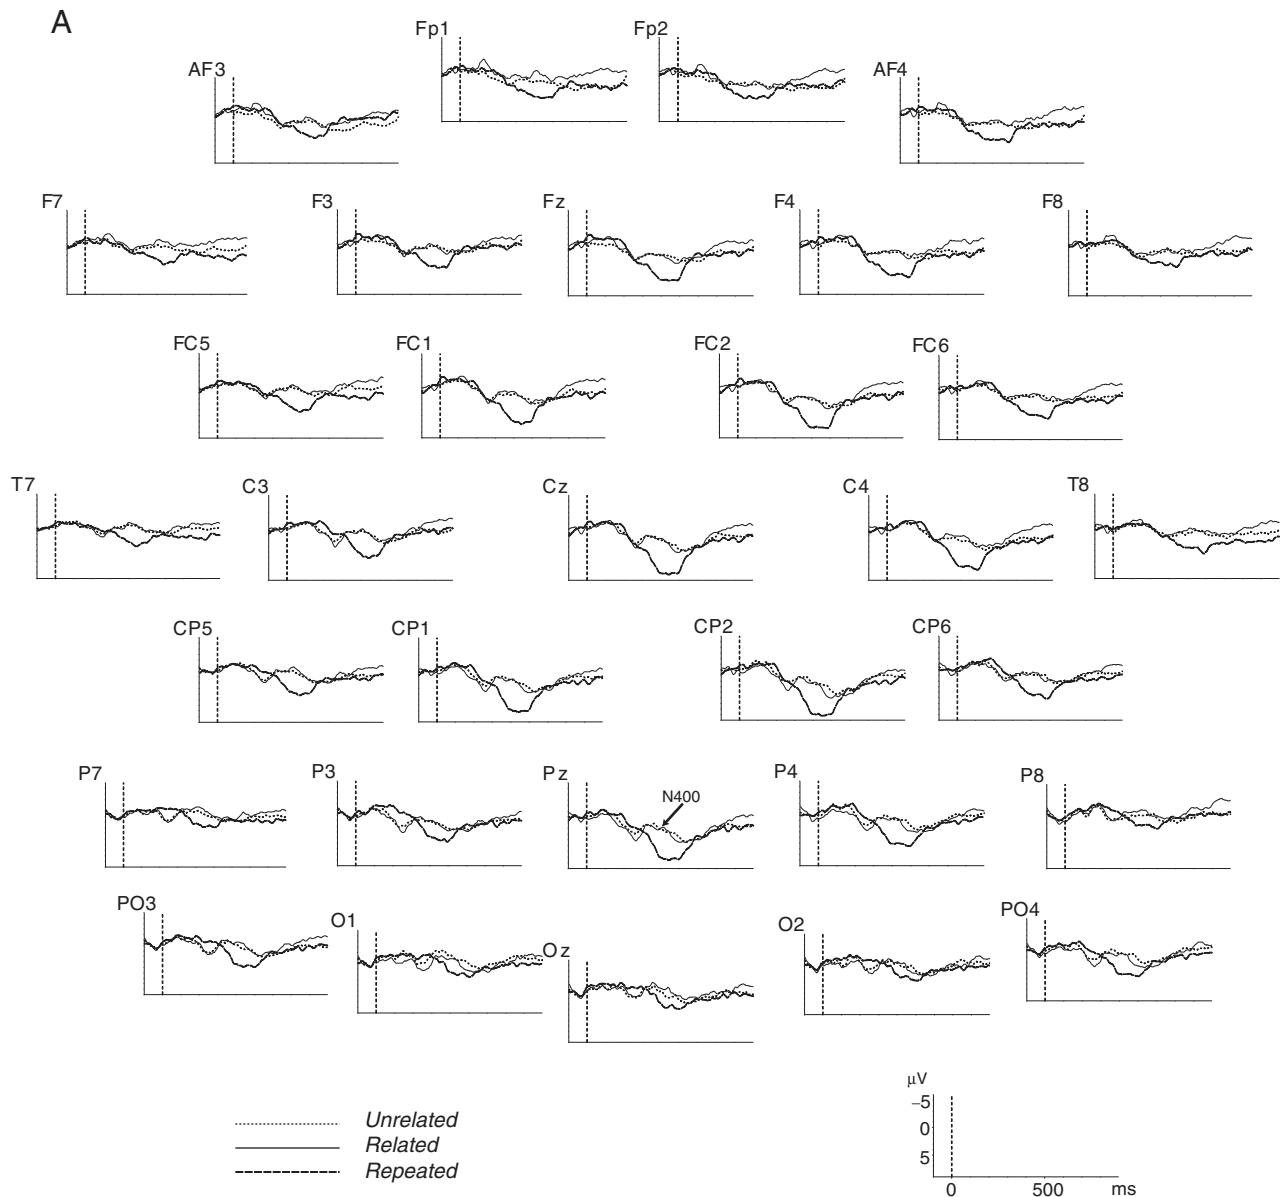 A
Fp1 Fp2
AF3 AF4
F7 F3 Fz F4 F8
FC5 FC1 FC2 FC6
T7 C3 Cz C4 T8
CP5 CP1 CP2 CP6
P7 P3 Pz P4 P8
N400
PO3 O1 Oz O2 PO4
μV
−5
0
5
0 500 ms
Unrelated
Related
Repeated